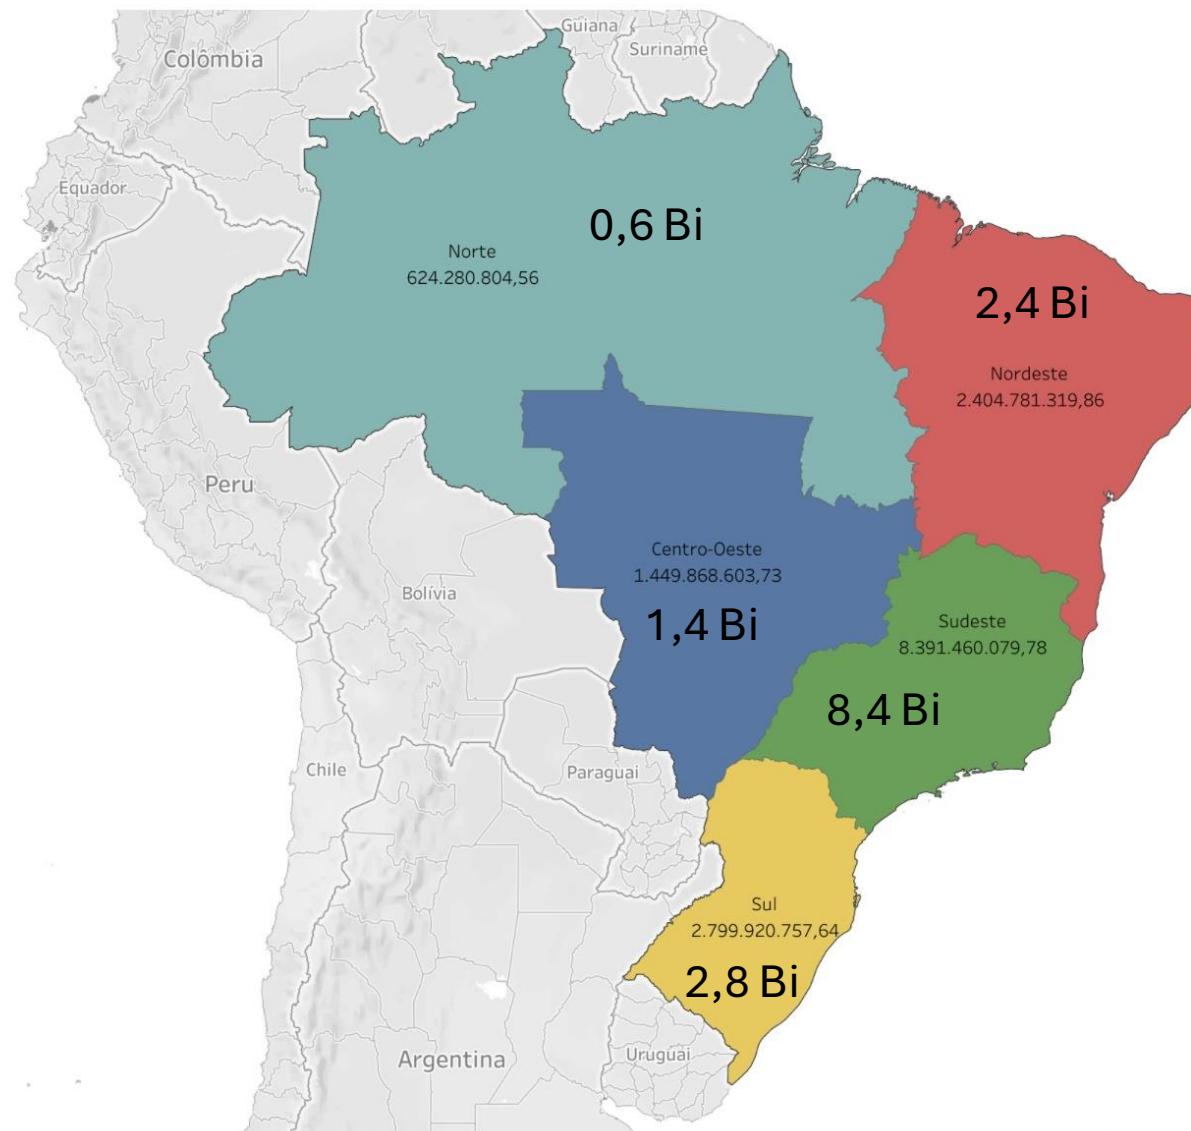 Guiana
Colômbia
Suriname
Equador
0,6 Bi
Norte
624.280.804,56
2,4 Bi
Nordeste
2.404.781.319,86
Peru
Centro-Oeste
1.449.868.603,73
Bolívia
1,4 Bi
Sudeste
8.391.460.079,78
8,4 Bi
Chile
Paraguai
Sul
2.799.920.757,64
2,8 Bi
Argentina
Uruguai